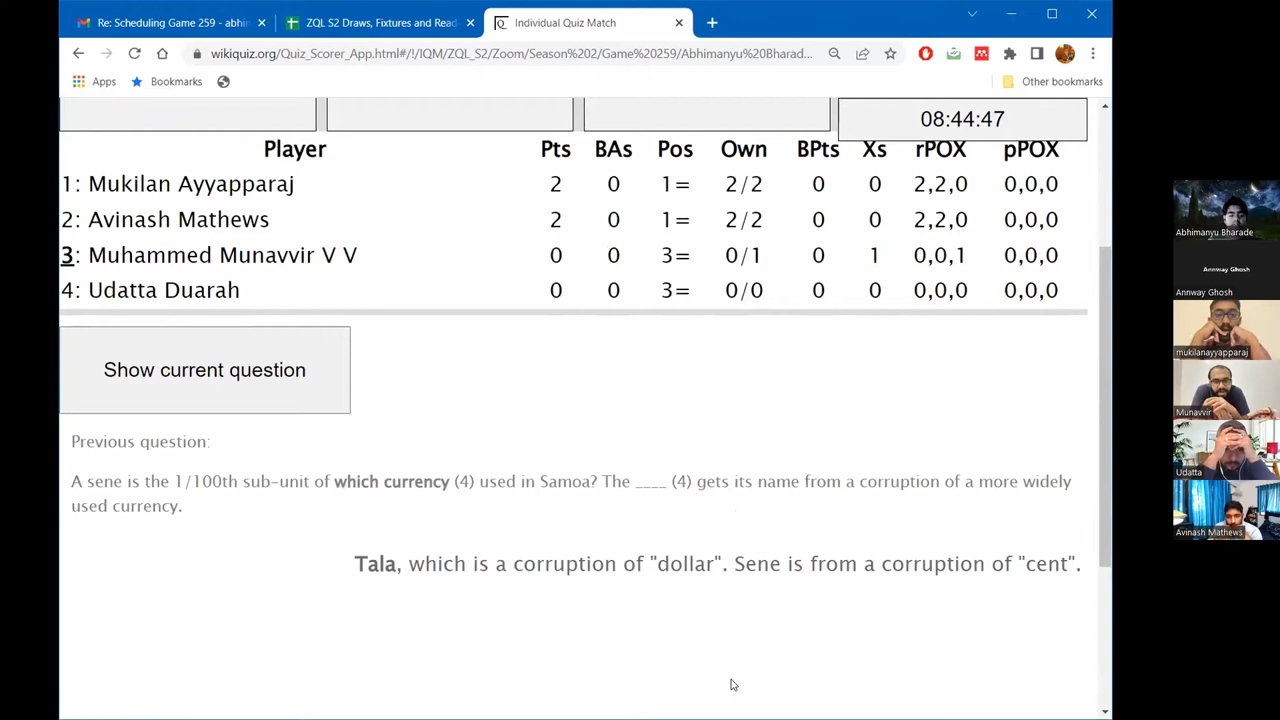 Re: Scheduling Game 259 - abhi
ZQL S2 Draws, Fixtures and Read
Individual Quiz Match
wikiquiz.org/Quiz_Scorer_App.html#/!/IQM/ZQL_S2/Zoom/Season%202/Game%20259/Abhimanyu%20Bharad...
Apps
Bookmarks
Other bookmarks
08:44:47
Player Pts BAs Pos Own BPts Xs rPOX pPOX
1: Mukilan Ayyapparaj 2 0 1= 2/2 0 0 2,2,0 0,0,0
2: Avinash Mathews 2 0 1= 2/2 0 0 2,2,0 0,0,0
3: Muhammed Munavvir V V 0 0 3= 0/1 0 1 0,0,1 0,0,0
4: Udatta Duarah 0 0 3= 0/0 0 0 0,0,0 0,0,0
Show current question
Previous question:
A sene is the 1/100th sub-unit of which currency (4) used in Samoa? The ____ (4) gets its name from a corruption of a more widely
used currency.
Tala, which is a corruption of "dollar". Sene is from a corruption of "cent".
Abhimanyu Bharade
Annway Ghosh
Annway Ghosh
mukilanayyapparaj
Munavvir
Udatta
Avinash Mathews